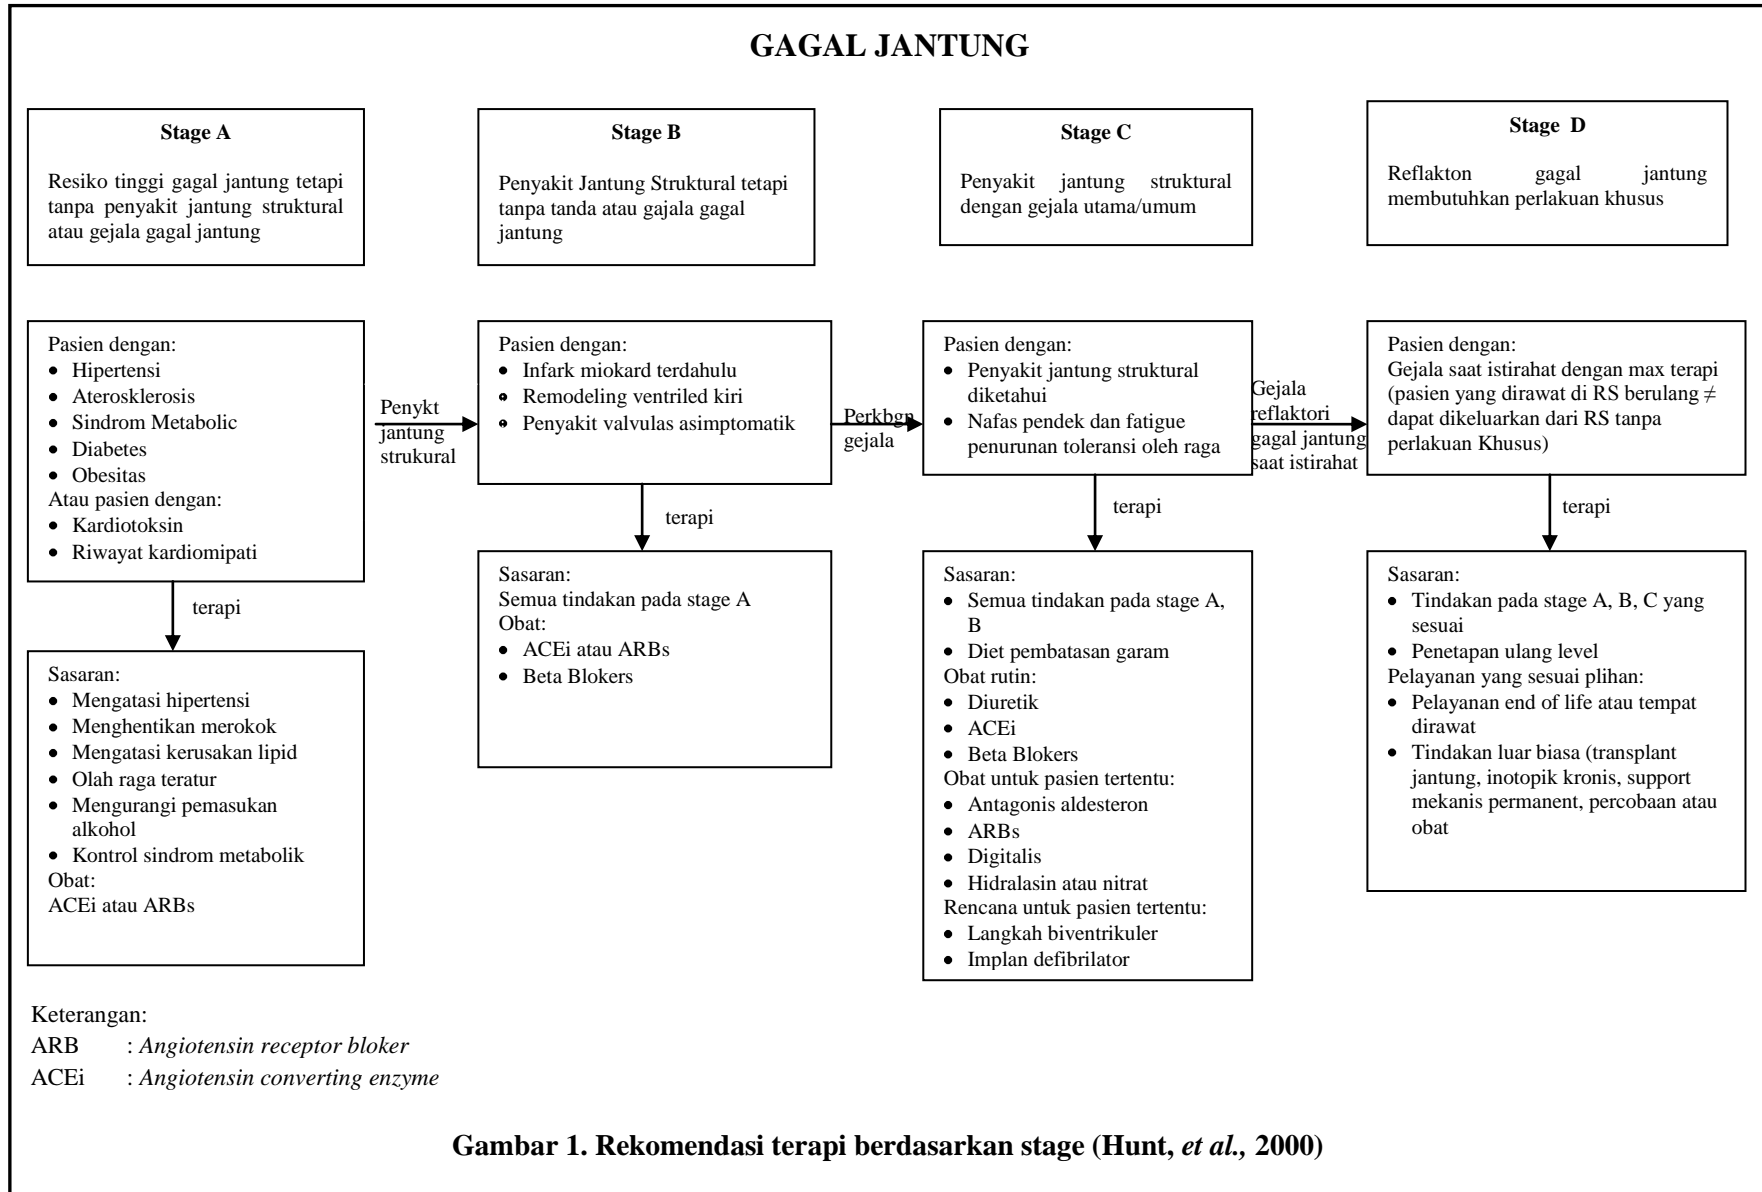 GAGAL JANTUNG
Stage A
Resiko tinggi gagal jantung tetapi
tanpa penyakit jantung struktural
atau gejala gagal jantung
Stage B
Penyakit Jantung Struktural tetapi
tanpa tanda atau gajala gagal
jantung
Stage C
Penyakit jantung struktural
dengan gejala utama/umum
Stage D
Reflakton gagal jantung
membutuhkan perlakuan khusus
Pasien dengan:
• Hipertensi
• Aterosklerosis
• Sindrom Metabolic
• Diabetes
• Obesitas
Atau pasien dengan:
• Kardiotoksin
• Riwayat kardiomipati
Penykt
jantung
strukural
Pasien dengan:
• Infark miokard terdahulu
• Remodeling ventriled kiri
• Penyakit valvulas asimptomatik
Perkbgn
gejala
Pasien dengan:
• Penyakit jantung struktural
diketahui
• Nafas pendek dan fatigue
penurunan toleransi oleh raga
Gejala
reflaktori
gagal jantung
saat istirahat
Pasien dengan:
Gejala saat istirahat dengan max terapi
(pasien yang dirawat di RS berulang ≠
dapat dikeluarkan dari RS tanpa
perlakuan Khusus)
terapi
terapi
terapi
terapi
Sasaran:
• Mengatasi hipertensi
• Menghentikan merokok
• Mengatasi kerusakan lipid
• Olah raga teratur
• Mengurangi pemasukan
alkohol
• Kontrol sindrom metabolik
Obat:
ACEi atau ARBs
Sasaran:
Semua tindakan pada stage A
Obat:
• ACEi atau ARBs
• Beta Blokers
Sasaran:
• Semua tindakan pada stage A,
B
• Diet pembatasan garam
Obat rutin:
• Diuretik
• ACEi
• Beta Blokers
Obat untuk pasien tertentu:
• Antagonis aldesteron
• ARBs
• Digitalis
• Hidralasin atau nitrat
Rencana untuk pasien tertentu:
• Langkah biventrikuler
• Implan defibrilator
Sasaran:
• Tindakan pada stage A, B, C yang
sesuai
• Penetapan ulang level
Pelayanan yang sesuai plihan:
• Pelayanan end of life atau tempat
dirawat
• Tindakan luar biasa (transplant
jantung, inotopik kronis, support
mekanis permanent, percobaan atau
obat
Keterangan:
ARB : Angiotensin receptor bloker
ACEi : Angiotensin converting enzyme
Gambar 1. Rekomendasi terapi berdasarkan stage (Hunt, et al., 2000)